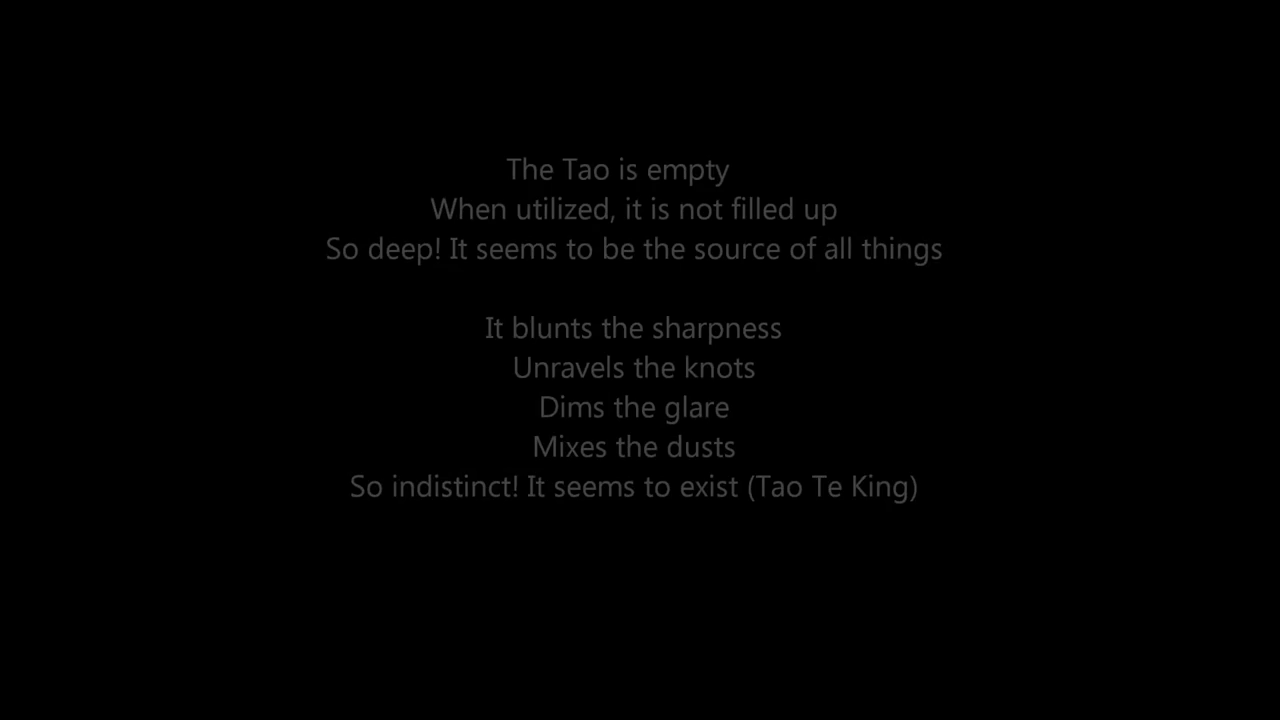 The Tao is empty
When utilized, it is not filled up
So deep! It seems to be the source of all things
It blunts the sharpness
Unravels the knots
Dims the glare
Mixes the dusts
So indistinct! It seems to exist (Tao Te King)